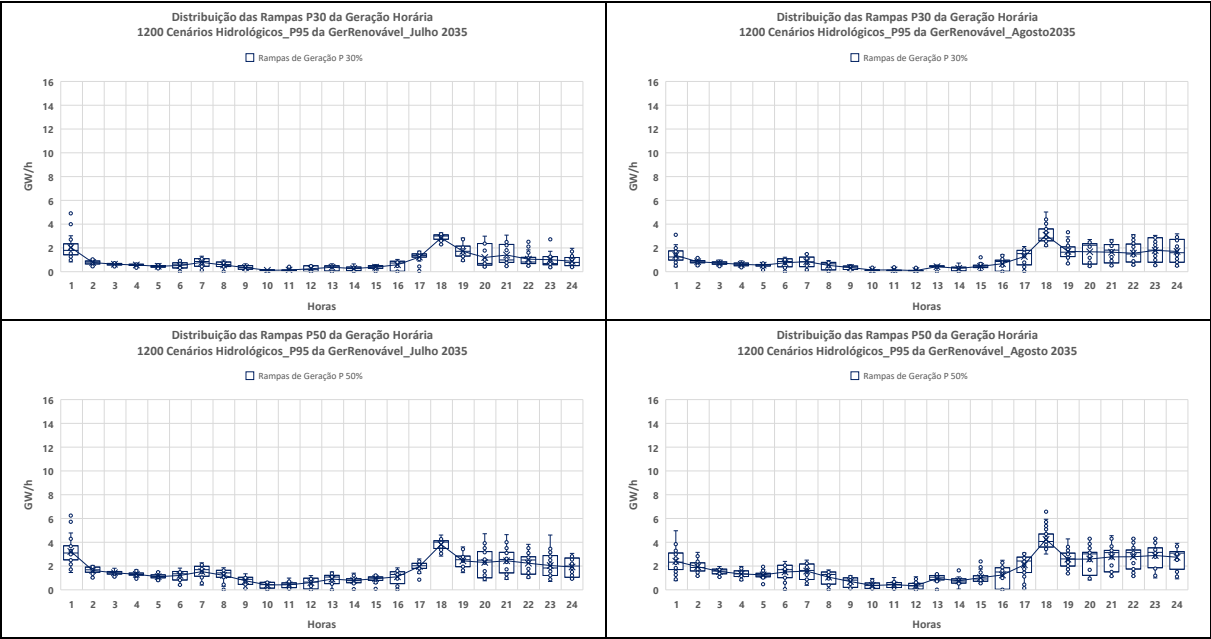 Distribuição das Rampas P30 da Geração Horária
1200 Cenários Hidrológicos_P95 da GerRenovável_Julho 2035
Rampas de Geração P 30%
16
14
12
10
8
6
4
2
0
GW/h
1 2 3 4 5 6 7 8 9 10 11 12 13 14 15 16 17 18 19 20 21 22 23 24
Horas
Distribuição das Rampas P30 da Geração Horária
1200 Cenários Hidrológicos_P95 da GerRenovável_Agosto2035
Rampas de Geração P 30%
16
14
12
10
8
6
4
2
0
GW/h
1 2 3 4 5 6 7 8 9 10 11 12 13 14 15 16 17 18 19 20 21 22 23 24
Horas
Distribuição das Rampas P50 da Geração Horária
1200 Cenários Hidrológicos_P95 da GerRenovável_Julho 2035
Rampas de Geração P 50%
16
14
12
10
8
6
4
2
0
GW/h
1 2 3 4 5 6 7 8 9 10 11 12 13 14 15 16 17 18 19 20 21 22 23 24
Horas
Distribuição das Rampas P50 da Geração Horária
1200 Cenários Hidrológicos_P95 da GerRenovável_Agosto 2035
Rampas de Geração P 50%
16
14
12
10
8
6
4
2
0
GW/h
1 2 3 4 5 6 7 8 9 10 11 12 13 14 15 16 17 18 19 20 21 22 23 24
Horas